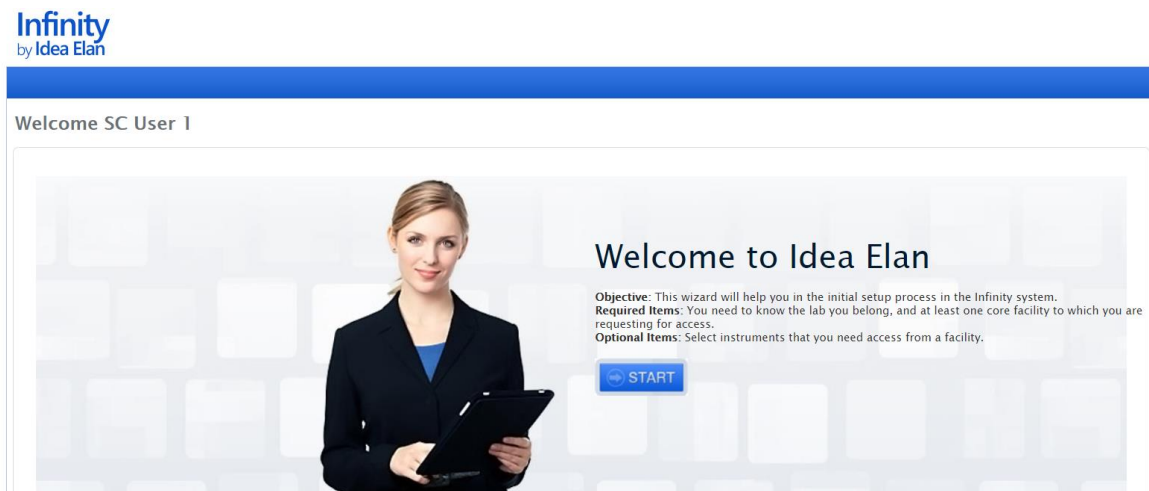 Infinity
by Idea Elan
Welcome SC User 1
Welcome to Idea Elan
Objective: This wizard will help you in the initial setup process in the Infinity system.
Required Items: You need to know the lab you belong, and at least one core facility to which you are
requesting for access.
Optional Items: Select instruments that you need access from a facility.
START